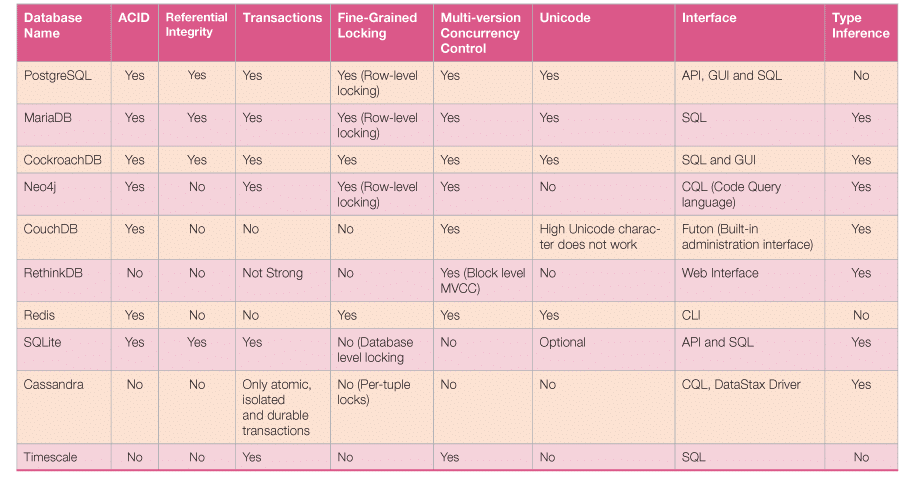 Database Name ACID Referential Integrity Transactions Fine-Grained Locking Multi-version Concurrency Control Unicode Interface Type Inference
PostgreSQL Yes Yes Yes Yes (Row-level locking) Yes Yes API, GUI and SQL No
MariaDB Yes Yes Yes Yes (Row-level locking) Yes Yes SQL Yes
CockroachDB Yes Yes Yes Yes Yes Yes SQL and GUI Yes
Neo4j Yes No Yes Yes (Row-level locking) Yes No CQL (Code Query language) Yes
CouchDB Yes No No No Yes High Unicode charac-ter does not work Futon (Built-in administration interface) Yes
RethinkDB No No Not Strong No Yes (Block level MVCC) No Web Interface Yes
Redis Yes No No Yes Yes Yes CLI No
SQLite Yes Yes Yes No (Database level locking No Optional API and SQL Yes
Cassandra No No Only atomic, isolated and durable transactions No (Per-tuple locks) No No CQL, DataStax Driver Yes
Timescale No No Yes No Yes No SQL No